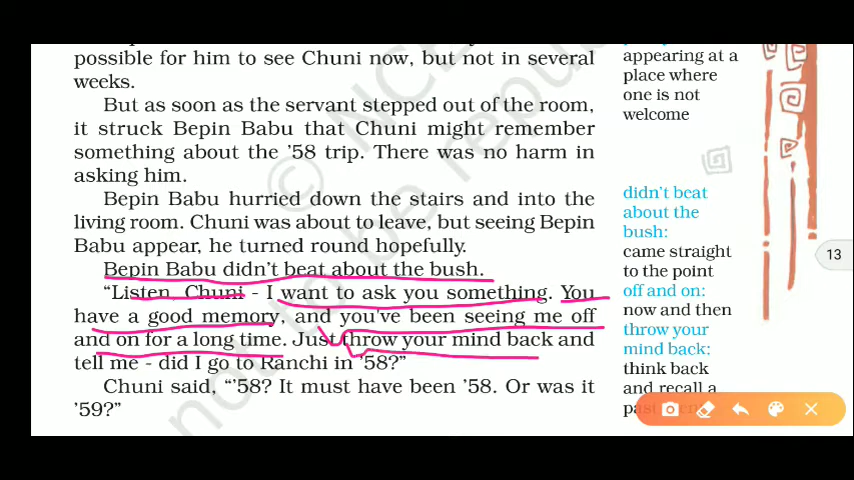 possible for him to see Chuni now, but not in several
weeks.
But as soon as the servant stepped out of the room,
it struck Bepin Babu that Chuni might remember
something about the ’58 trip. There was no harm in
asking him.
Bepin Babu hurried down the stairs and into the
living room. Chuni was about to leave, but seeing Bepin
Babu appear, he turned round hopefully.
Bepin Babu didn’t beat about the bush.
“Listen Chuni - I want to ask you something. You
have a good memory, and you’ve been seeing me off
and on for a long time. Just throw your mind back and
tell me - did I go to Ranchi in ’58?”
Chuni said, “’58? It must have been ’58. Or was it
’59?”
appearing at a
place where
one is not
welcome
didn’t beat
about the
bush:
came straight
to the point
off and on:
now and then
throw your
mind back:
think back
and recall a
13
© NCE
not to be repu